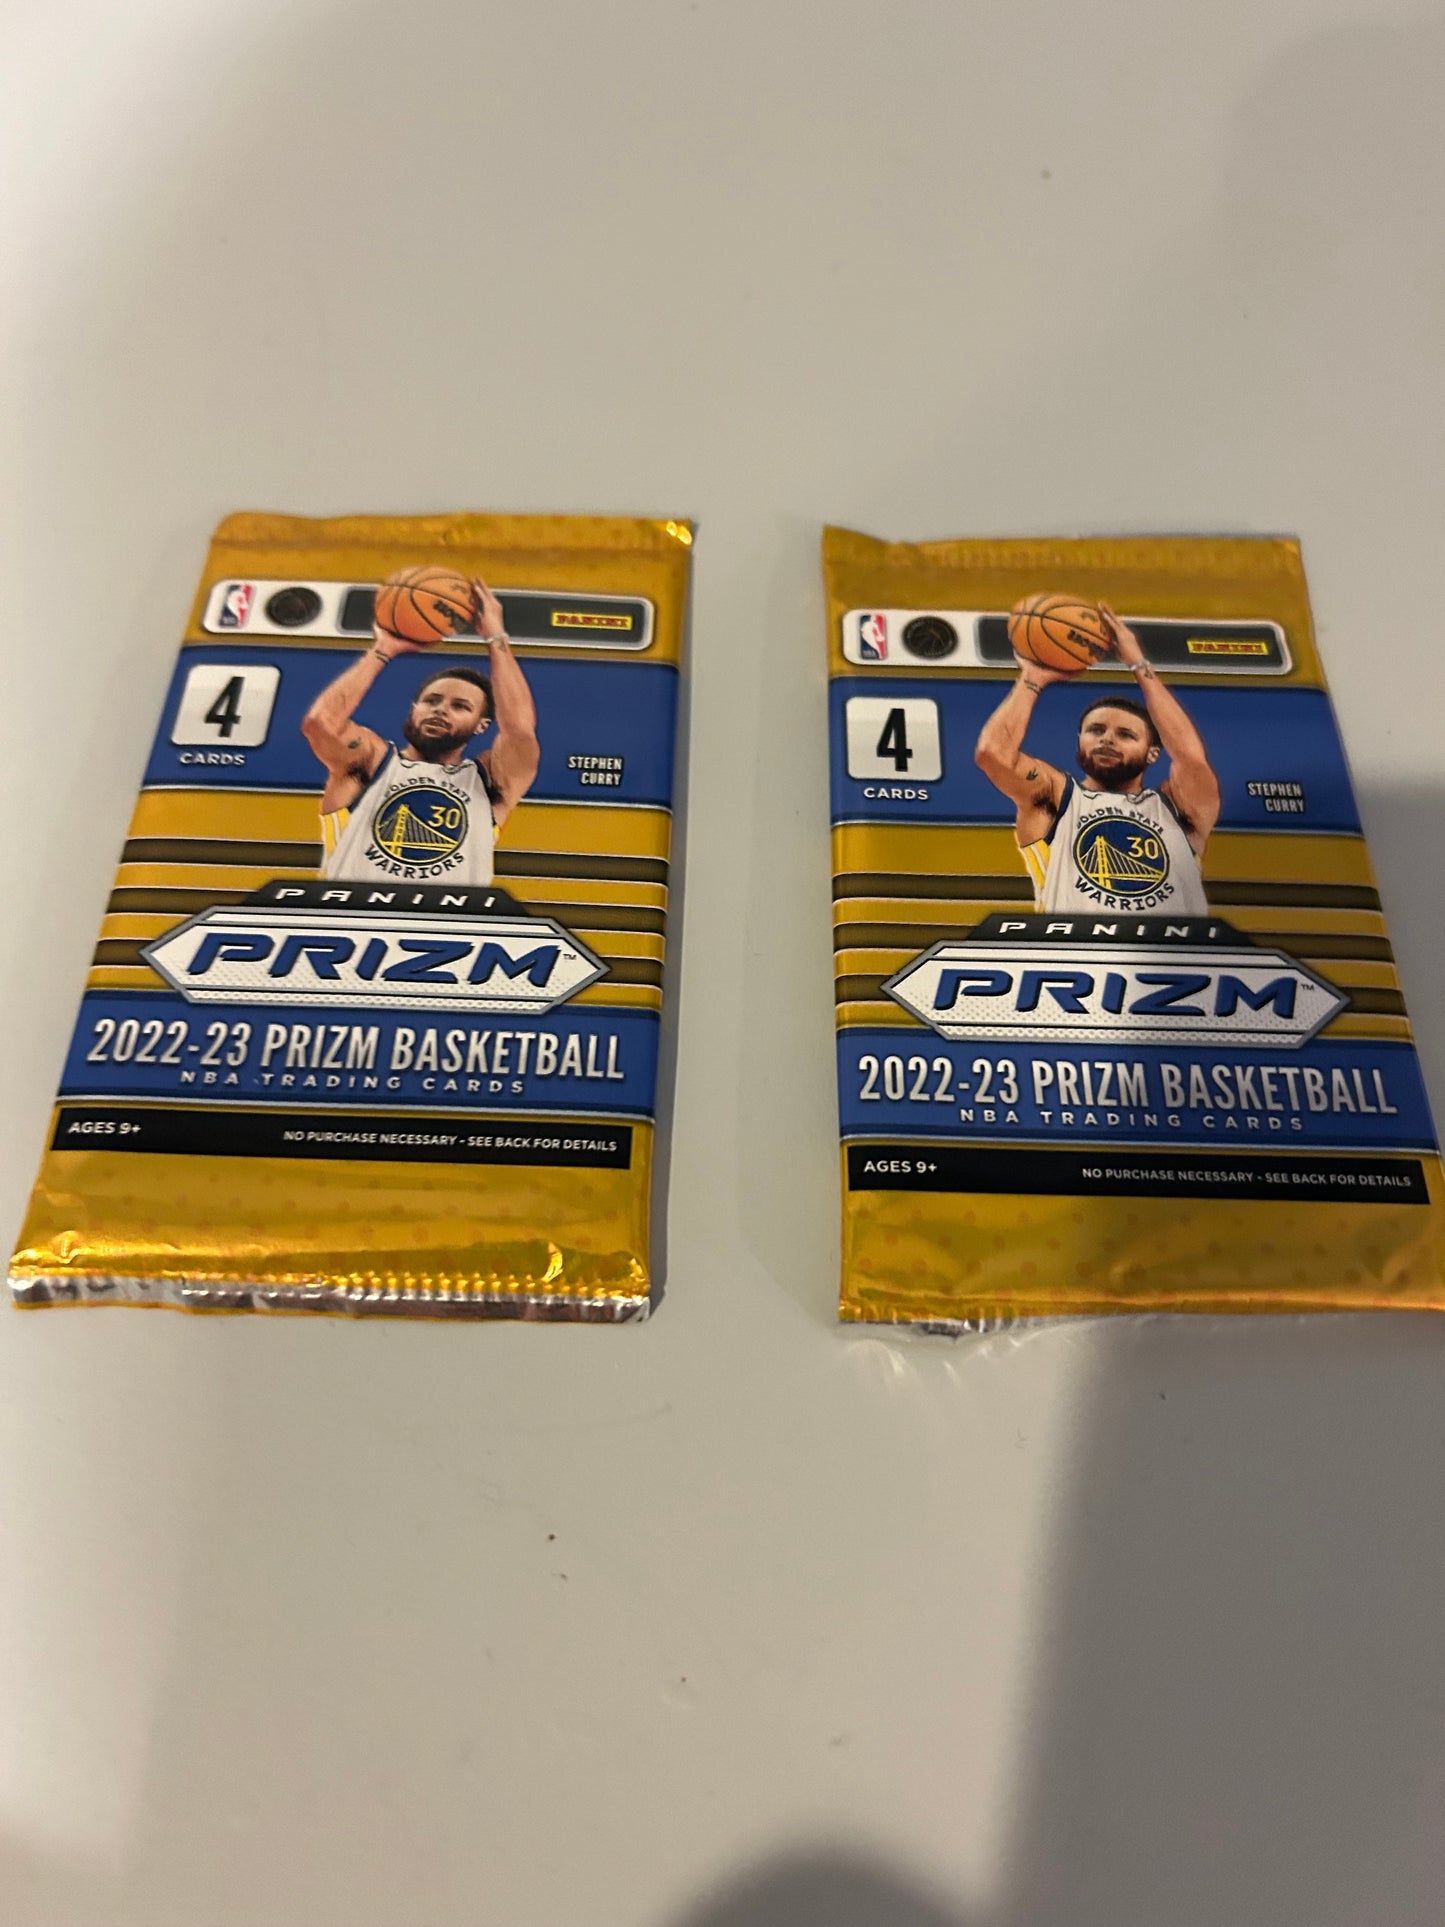 PANINI
4
CARDS
STEPHEN
CURRY
GOLDEN STATE
30
WARRIORS
PANINI
PRIZM™
2022-23 PRIZM BASKETBALL
NBA TRADING CARDS
AGES 9+
NO PURCHASE NECESSARY - SEE BACK FOR DETAILS
PANINI
4
CARDS
STEPHEN
CURRY
GOLDEN STATE
30
WARRIORS
PANINI
PRIZM™
2022-23 PRIZM BASKETBALL
NBA TRADING CARDS
AGES 9+
NO PURCHASE NECESSARY - SEE BACK FOR DETAILS